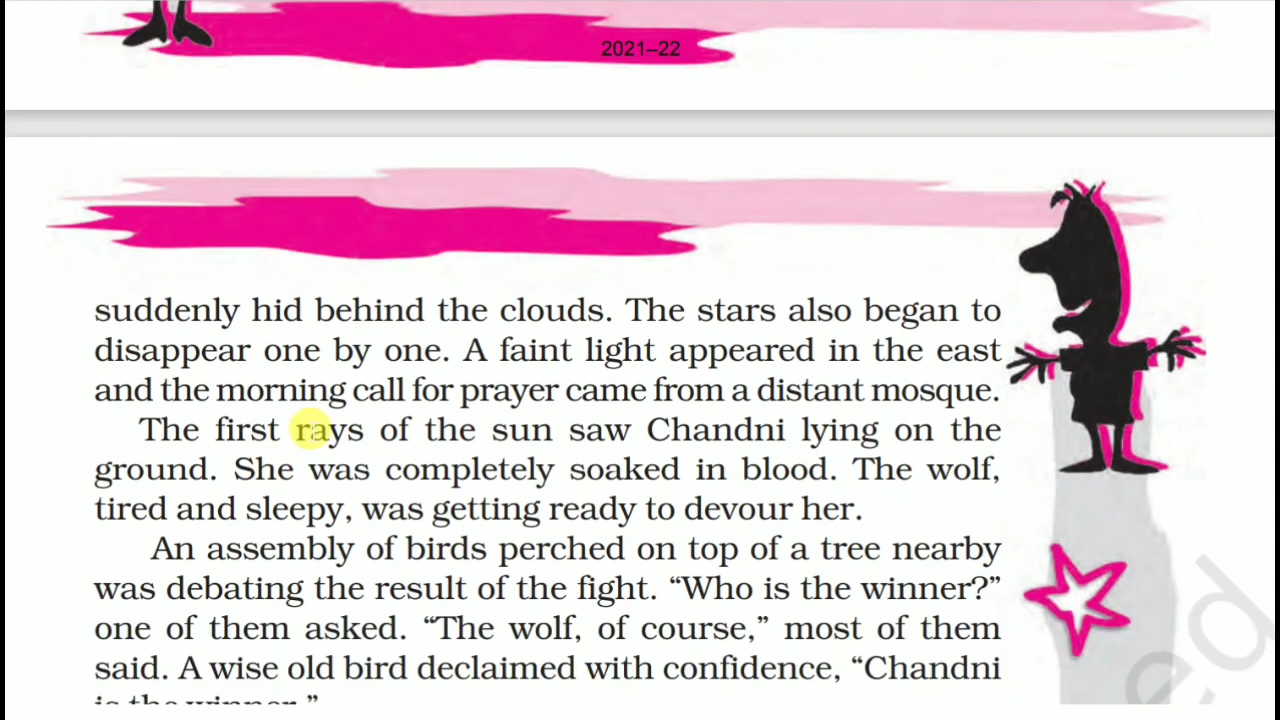 2021–22
suddenly hid behind the clouds. The stars also began to
disappear one by one. A faint light appeared in the east
and the morning call for prayer came from a distant mosque.
The first rays of the sun saw Chandni lying on the
ground. She was completely soaked in blood. The wolf,
tired and sleepy, was getting ready to devour her.
An assembly of birds perched on top of a tree nearby
was debating the result of the fight. “Who is the winner?”
one of them asked. “The wolf, of course,” most of them
said. A wise old bird declaimed with confidence, “Chandni
is the winner.”
ed